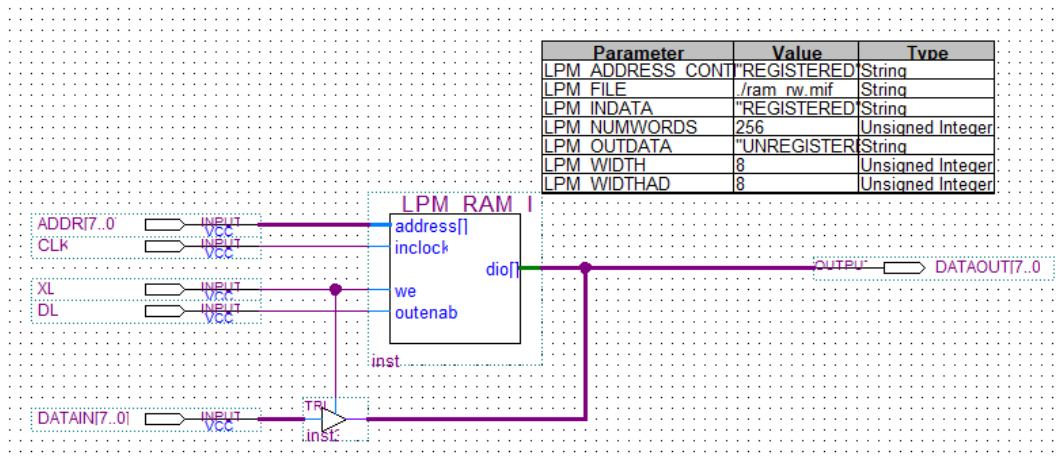 Parameter Value Type
LPM_ADDRESS_CONT "REGISTERED" String
LPM_FILE ./ram_rw.mif String
LPM_INDATA "REGISTERED" String
LPM_NUMWORDS 256 Unsigned Integer
LPM_OUTDATA "UNREGISTERE String
LPM_WIDTH 8 Unsigned Integer
LPM_WIDTHAD 8 Unsigned Integer
LPM_RAM_I
ADDR[7..0] INPUT VCC address[]
CLK INPUT VCC inclock
dio[] OUTPUT DATAOUT[7..0
XL INPUT VCC we
DL INPUT VCC outenab
inst
TRI
DATAIN[7..0] INPUT VCC
inst2